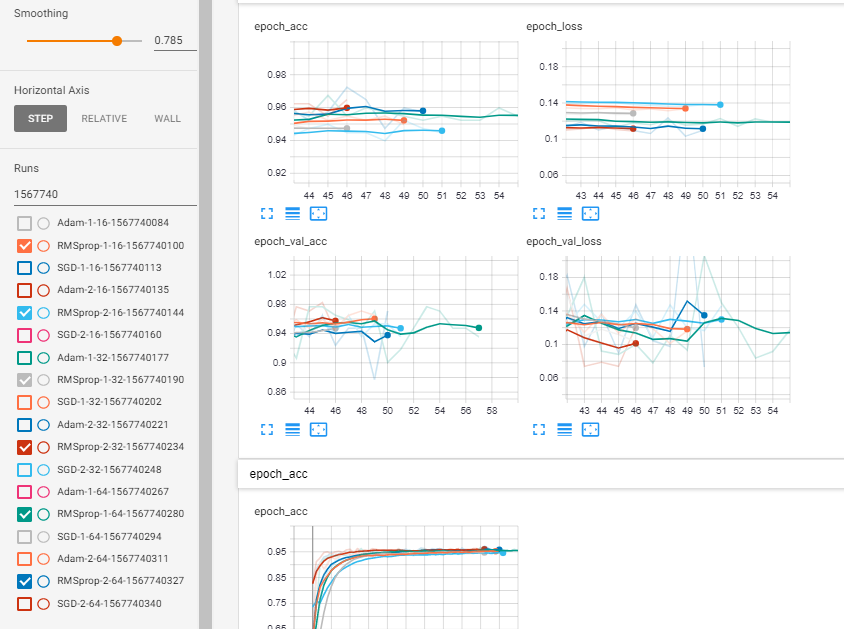 Smoothing
0.785
Horizontal Axis
STEP RELATIVE WALL
Runs
1567740
Adam-1-16-1567740084
RMSprop-1-16-1567740100
SGD-1-16-1567740113
Adam-2-16-1567740135
RMSprop-2-16-1567740144
SGD-2-16-1567740160
Adam-1-32-1567740177
RMSprop-1-32-1567740190
SGD-1-32-1567740202
Adam-2-32-1567740221
RMSprop-2-32-1567740234
SGD-2-32-1567740248
Adam-1-64-1567740267
RMSprop-1-64-1567740280
SGD-1-64-1567740294
Adam-2-64-1567740311
RMSprop-2-64-1567740327
SGD-2-64-1567740340
epoch_acc
0.98
0.96
0.94
0.92
44 45 46 47 48 49 50 51 52 53 54
epoch_loss
0.18
0.14
0.1
0.06
43 44 45 46 47 48 49 50 51 52 53 54
epoch_val_acc
1.02
0.98
0.94
0.9
0.86
44 46 48 50 52 54 56 58
epoch_val_loss
0.18
0.14
0.1
0.06
43 44 45 46 47 48 49 50 51 52 53 54
epoch_acc
epoch_acc
0.95
0.85
0.75
0.65